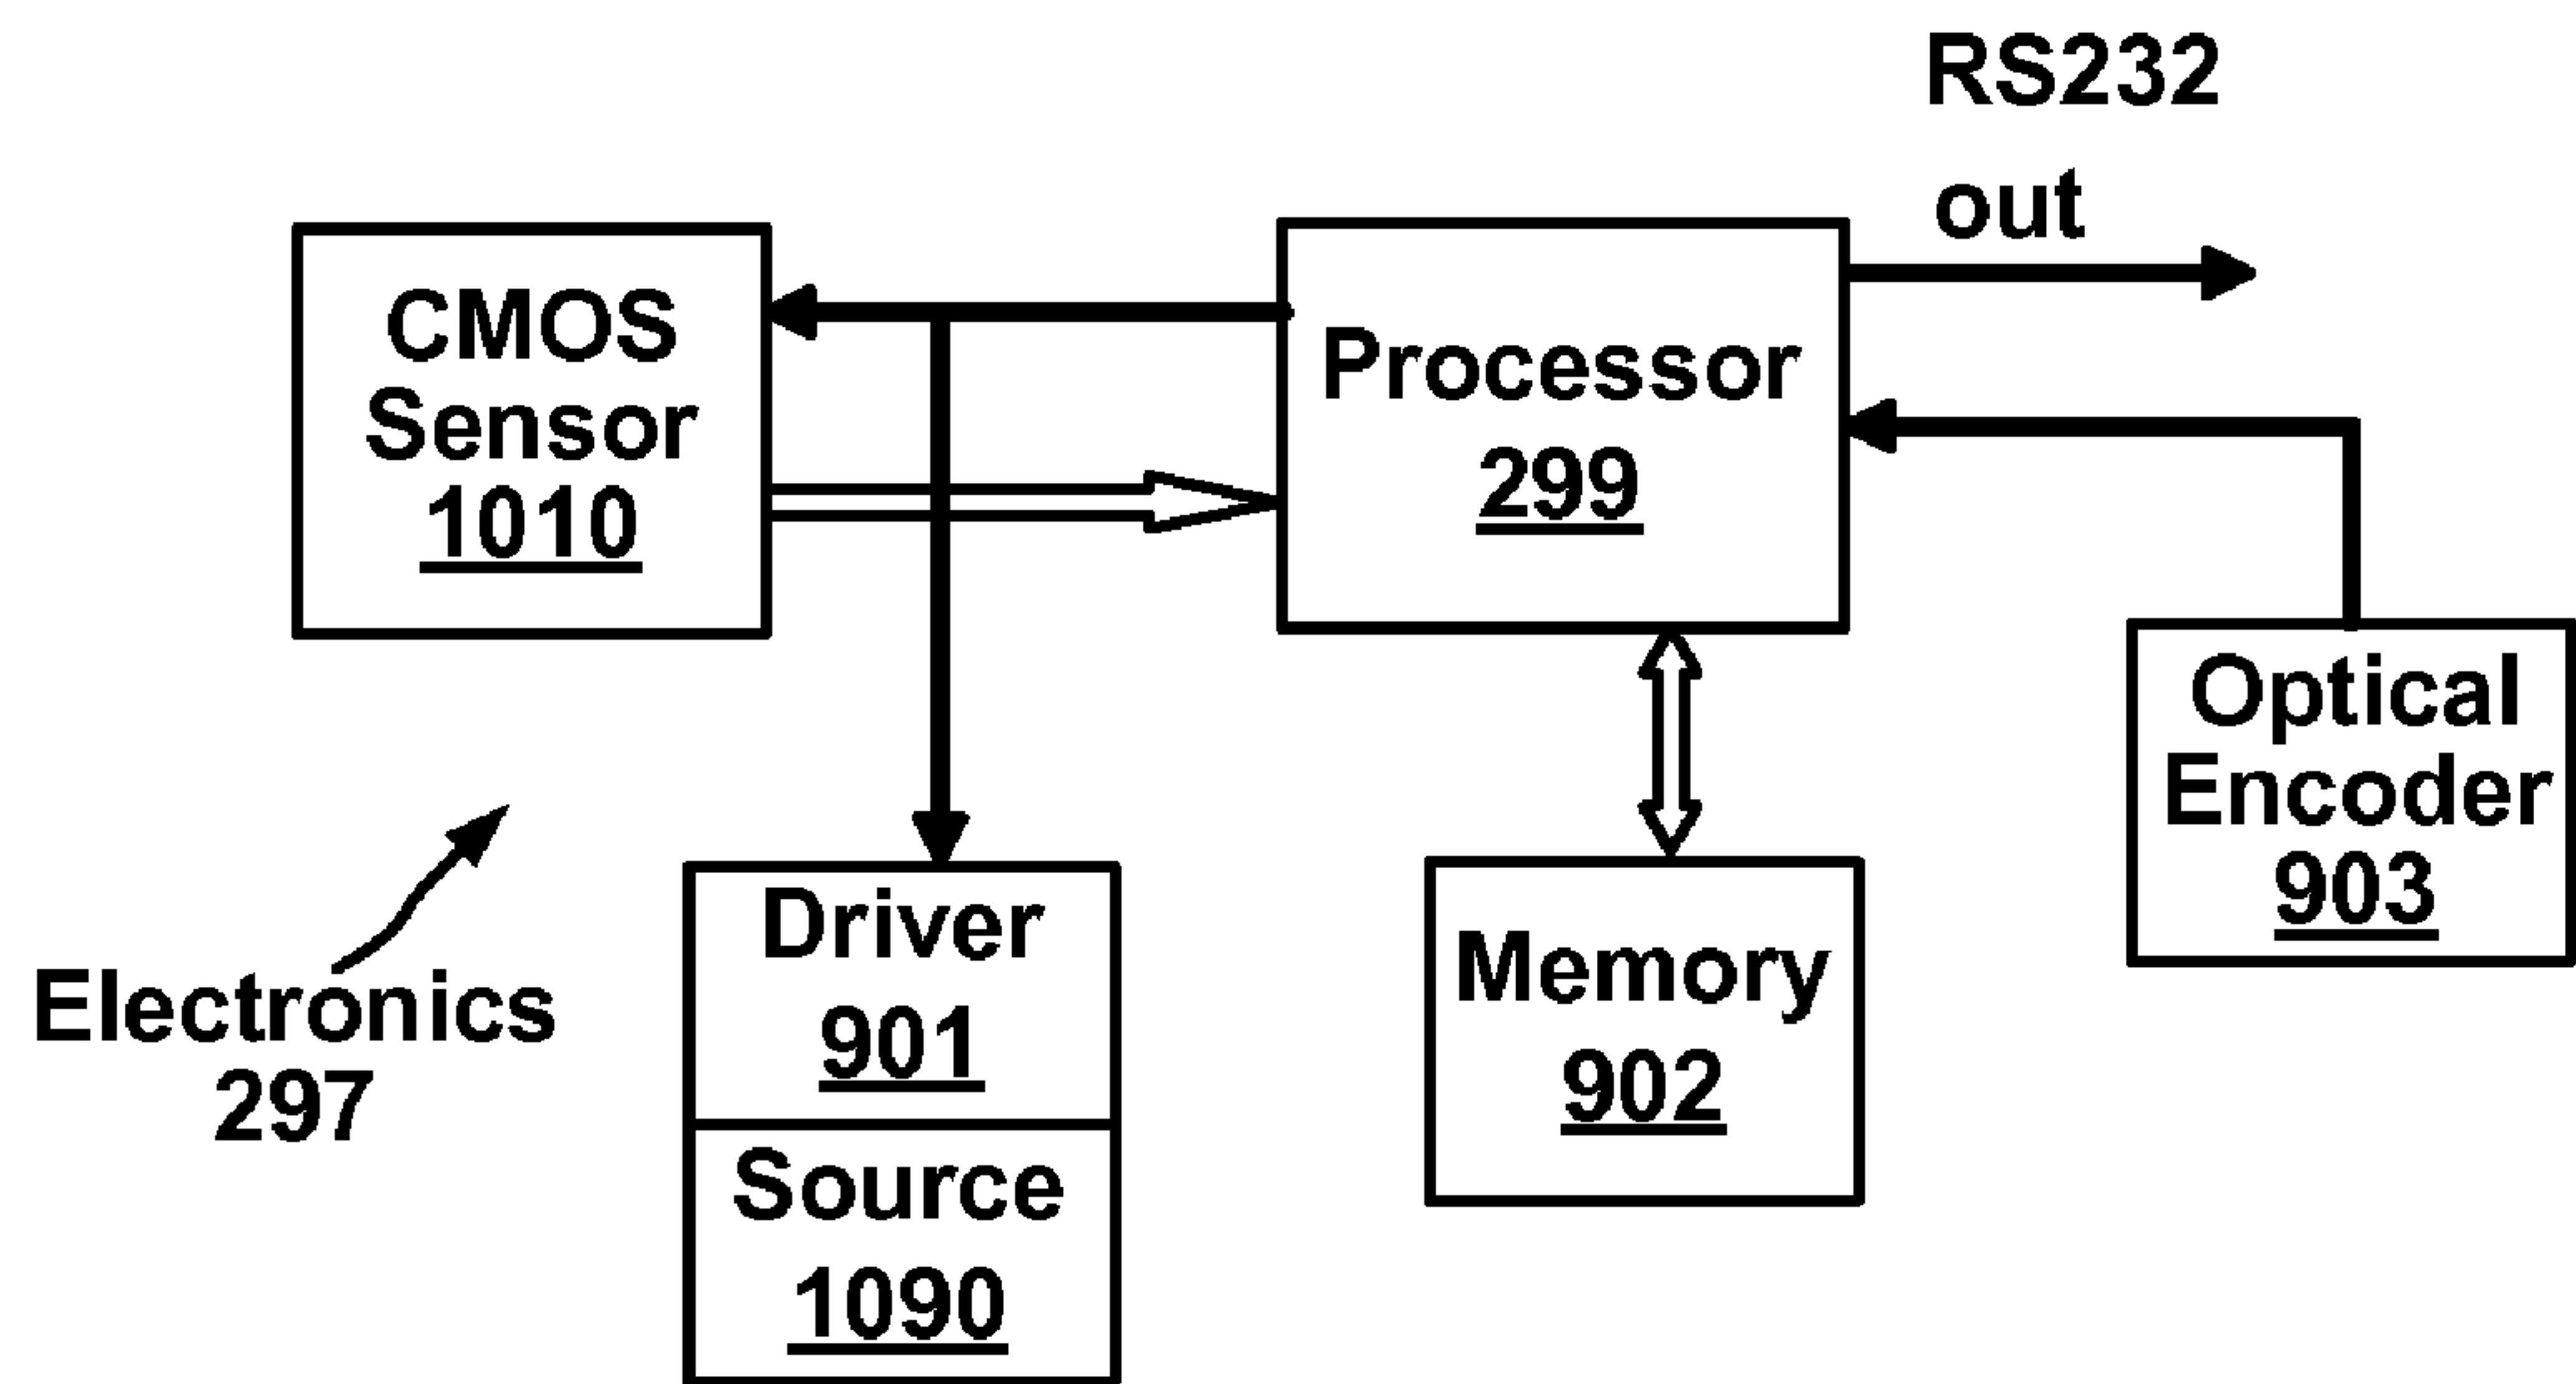 RS232
out
CMOS
Sensor
1010
Processor
299
Optical
Encoder
903
Driver
901
Source
1090
Memory
902
Electronics
297